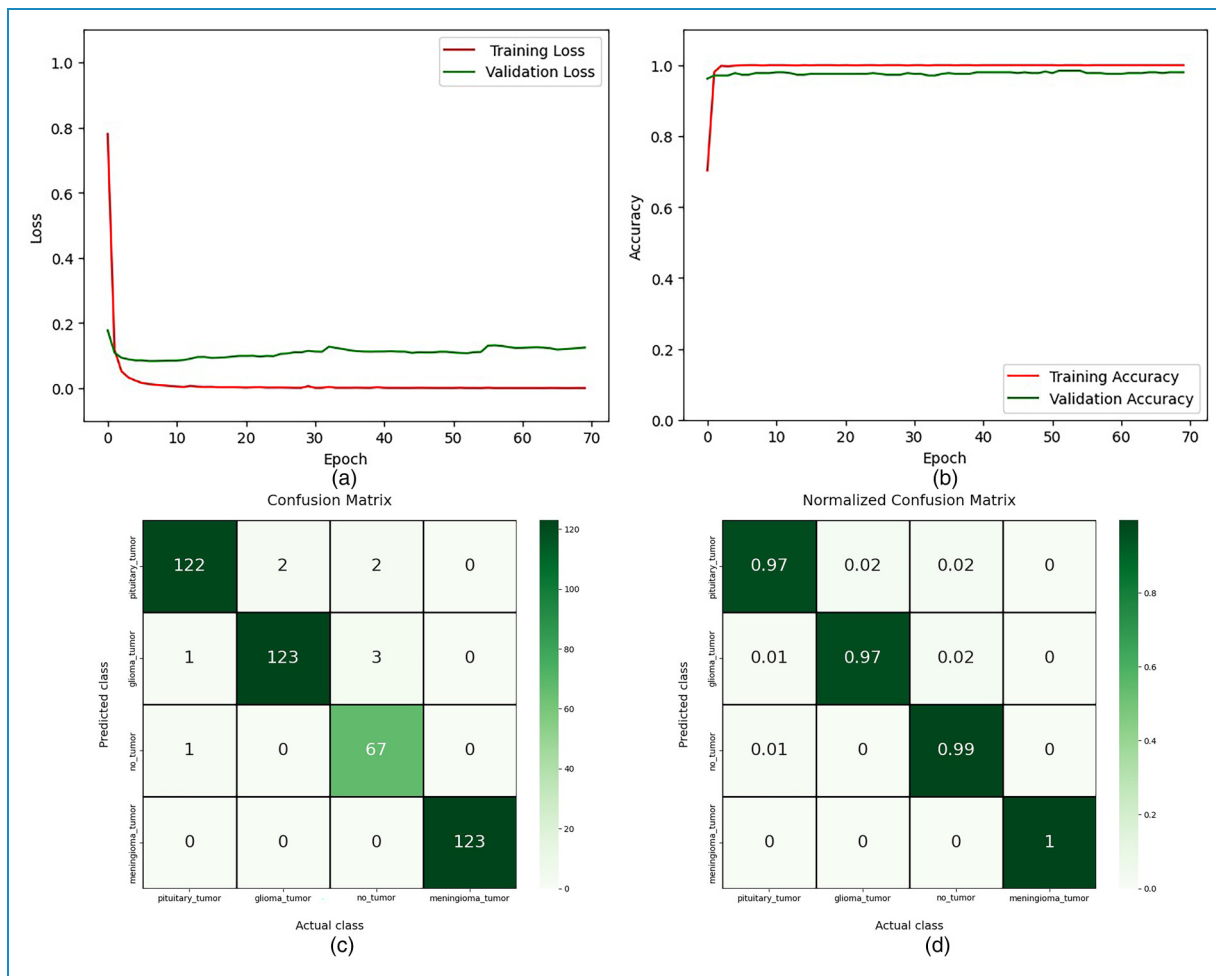 Training Loss
Validation Loss
1.0
0.8
0.6
0.4
0.2
0.0
Loss
0 10 20 30 40 50 60 70
Epoch
(a)
1.0
0.8
0.6
0.4
0.2
0.0
Accuracy
Training Accuracy
Validation Accuracy
0 10 20 30 40 50 60 70
Epoch
(b)
Confusion Matrix
Predicted class
pituitary_tumor
122 2 2 0
glioma_tumor
1 123 3 0
no_tumor
1 0 67 0
meningioma_tumor
0 0 0 123
pituitary_tumor glioma_tumor no_tumor meningioma_tumor
Actual class
120
100
80
60
40
20
0
(c)
Normalized Confusion Matrix
Predicted class
pituitary_tumor
0.97 0.02 0.02 0
glioma_tumor
0.01 0.97 0.02 0
no_tumor
0.01 0 0.99 0
meningioma_tumor
0 0 0 1
pituitary_tumor glioma_tumor no_tumor meningioma_tumor
Actual class
0.8
0.6
0.4
0.2
0.0
(d)